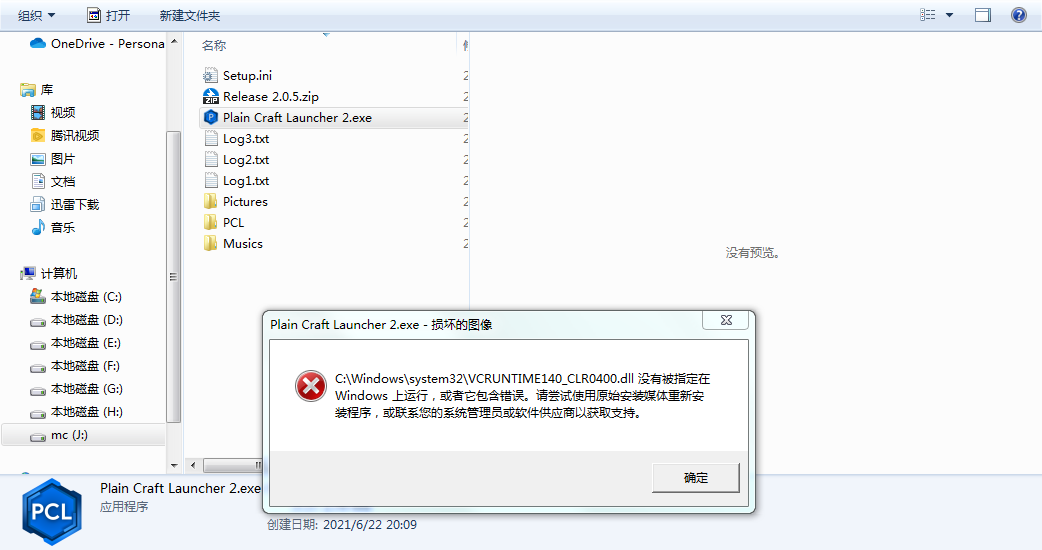 组织 打开 新建文件夹
OneDrive - Persona
库
视频
腾讯视频
图片
文档
迅雷下载
音乐
计算机
本地磁盘 (C:)
本地磁盘 (D:)
本地磁盘 (E:)
本地磁盘 (F:)
本地磁盘 (G:)
本地磁盘 (H:)
mc (J:)
名称
Setup.ini 2
Release 2.0.5.zip 2
Plain Craft Launcher 2.exe 2
Log3.txt 2
Log2.txt 2
Log1.txt 2
Pictures 2
PCL 2
Musics 2
没有预览。
Plain Craft Launcher 2.exe - 损坏的图像
C:\Windows\system32\VCRUNTIME140_CLR0400.dll 没有被指定在
Windows 上运行，或者它包含错误。请尝试使用原始安装媒体重新安
装程序，或联系您的系统管理员或软件供应商以获取支持。
确定
PCL
Plain Craft Launcher 2.exe
应用程序
创建日期: 2021/6/22 20:09